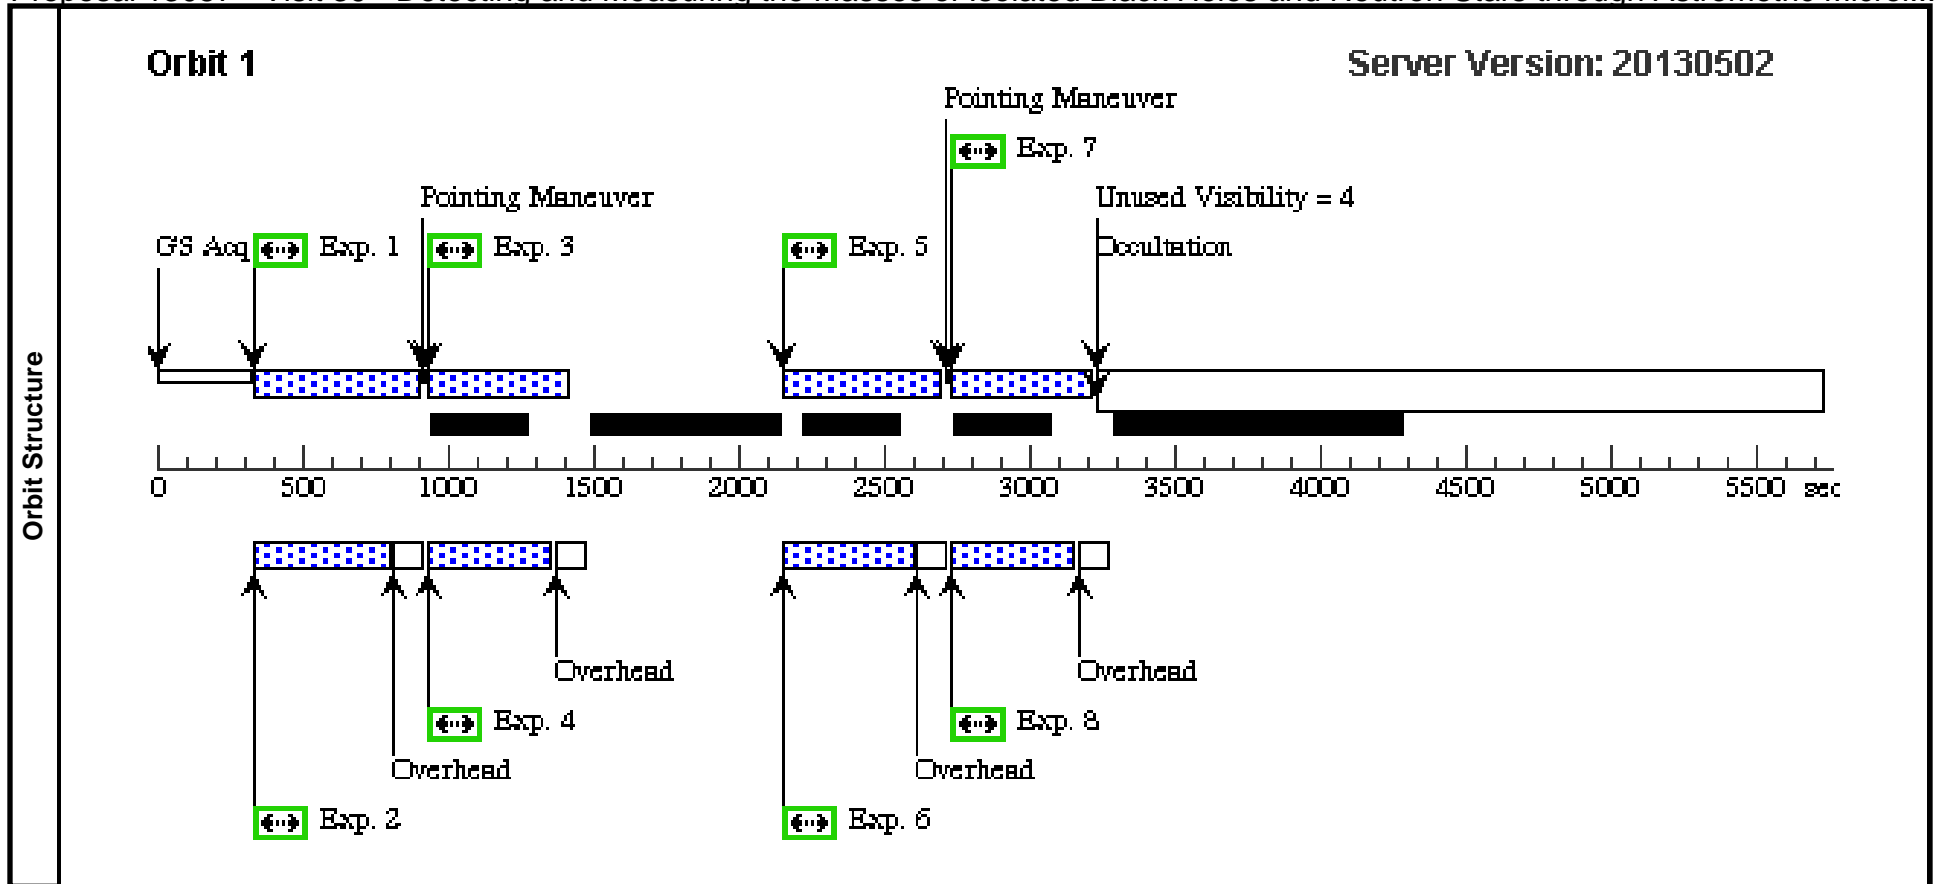 Orbit 1
Server Version: 20130502
Pointing Maneuver
Exp. 7
Pointing Maneuver
Unused Visibility = 4
GS Acq
Exp. 1
Exp. 3
Exp. 5
Occultation
Orbit Structure
0 500 1000 1500 2000 2500 3000 3500 4000 4500 5000 5500 sec
Overhead
Overhead
Exp. 4
Exp. 8
Overhead
Overhead
Exp. 2
Exp. 6